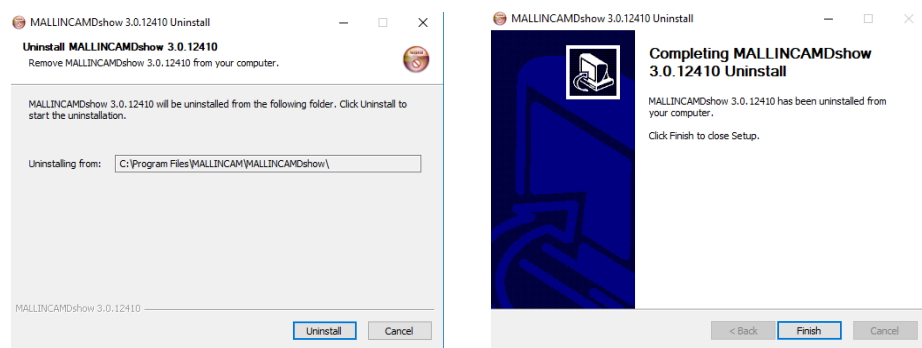 MALLINCAMDshow 3.0.12410 Uninstall
Uninstall MALLINCAMDshow 3.0.12410
Remove MALLINCAMDshow 3.0.12410 from your computer.
MALLINCAMDshow 3.0.12410 will be uninstalled from the following folder. Click Uninstall to
start the uninstallation.
Uninstalling from: C:\Program Files\MALLINCAM\MALLINCAMDshow\
MALLINCAMDshow 3.0.12410
Uninstall Cancel
MALLINCAMDshow 3.0.12410 Uninstall
Completing MALLINCAMDshow
3.0.12410 Uninstall
MALLINCAMDshow 3.0.12410 has been uninstalled from
your computer.
Click Finish to close Setup.
< Back Finish Cancel